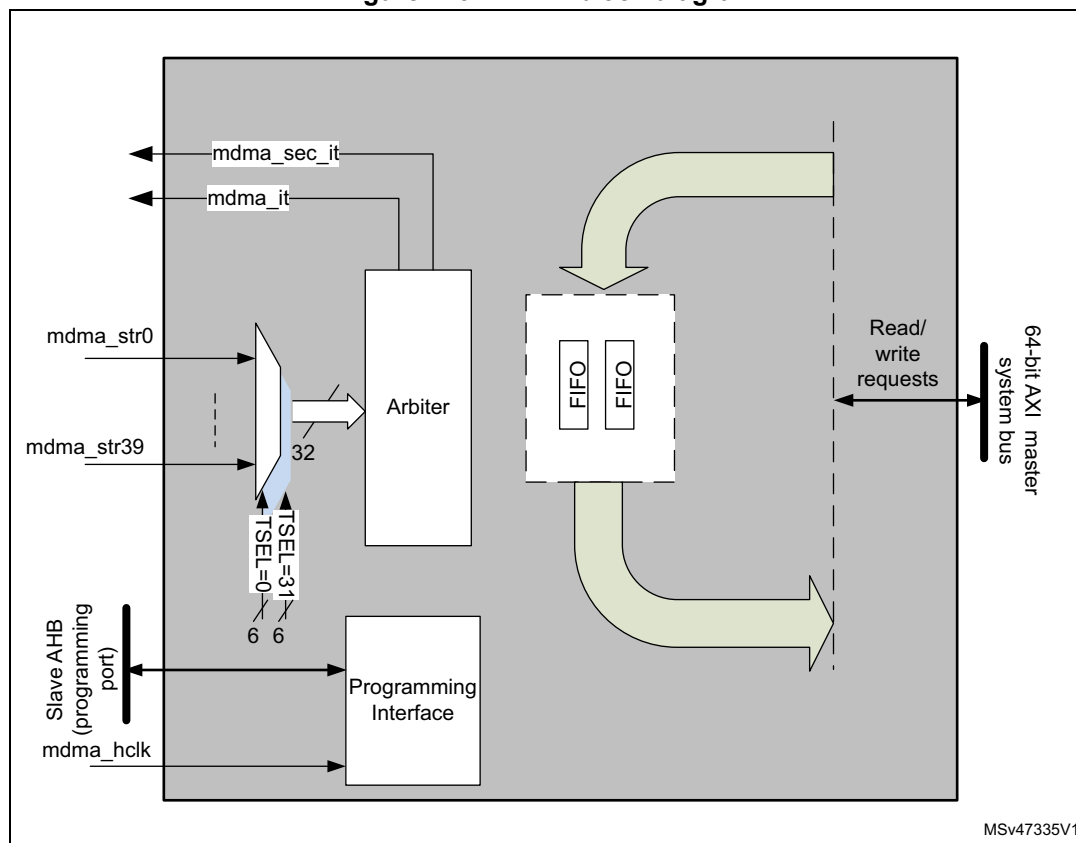 mdma_sec_it
mdma_it
mdma_str0
mdma_str39
32
Arbiter
TSEL=0
TSEL=31
6
6
FIFO
FIFO
Read/
write
requests
64-bit AXI master
system bus
Slave AHB
(programming
port)
mdma_hclk
Programming
Interface
MSv47335V1